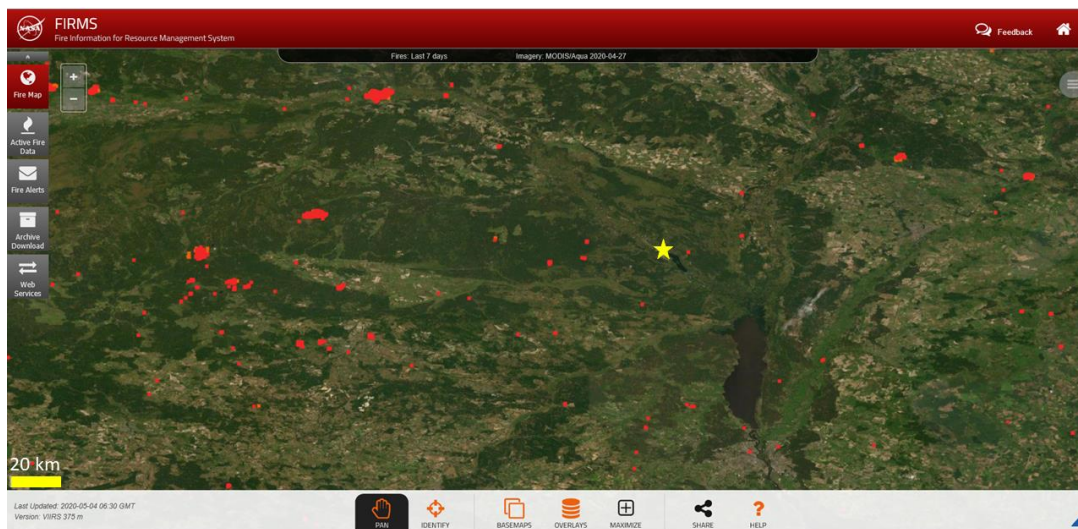 NASA
FIRMS
Fire Information for Resource Management System
Feedback
Fires: Last 7 days
Imagery: MODIS/Aqua 2020-04-27
+
−
Fire Map
Active Fire
Data
Fire Alerts
Archive
Download
Web
Services
20 km
Last Updated: 2020-05-04 06:30 GMT
Version: VIIRS 375 m
PAN
IDENTIFY
BASEMAPS
OVERLAYS
MAXIMIZE
SHARE
?
HELP